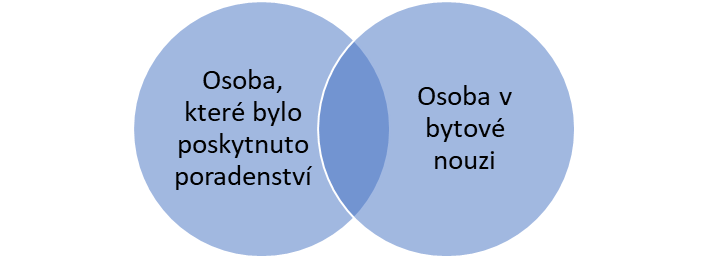 Osoba,
které bylo
poskytnuto
poradenství
Osoba v
bytové
nouzi